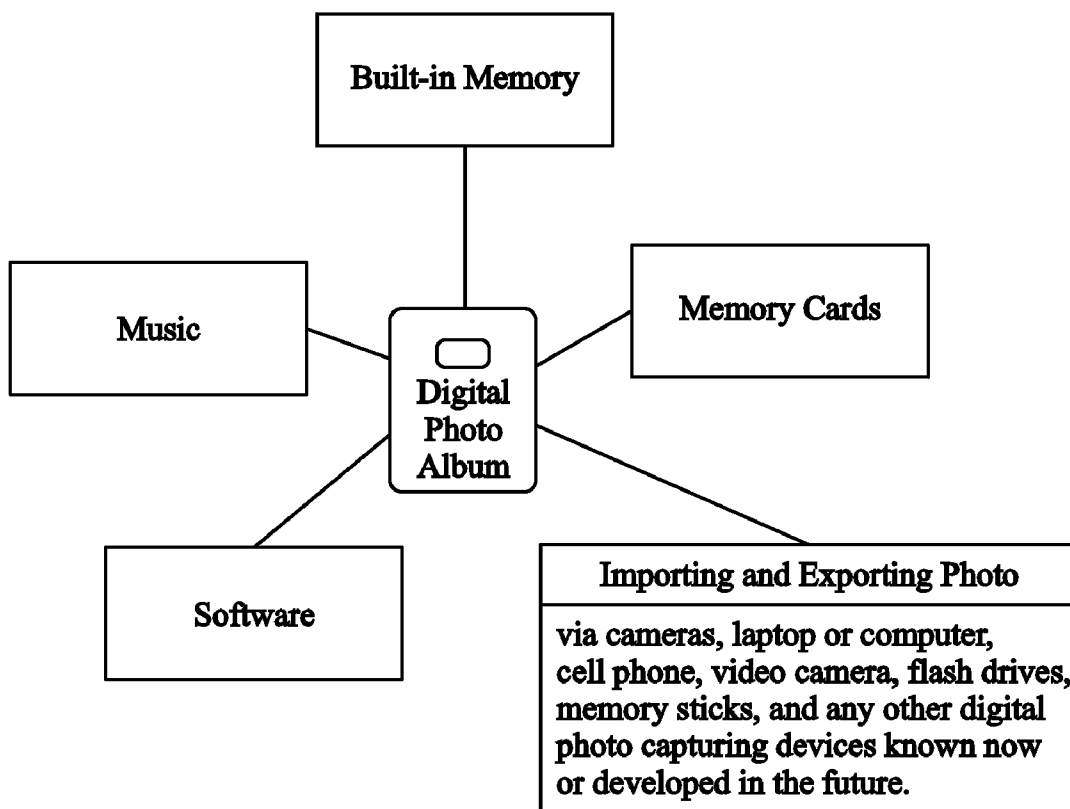 Built-in Memory
Music
Memory Cards
Digital
Photo
Album
Software
Importing and Exporting Photo
via cameras, laptop or computer,
cell phone, video camera, flash drives,
memory sticks, and any other digital
photo capturing devices known now
or developed in the future.